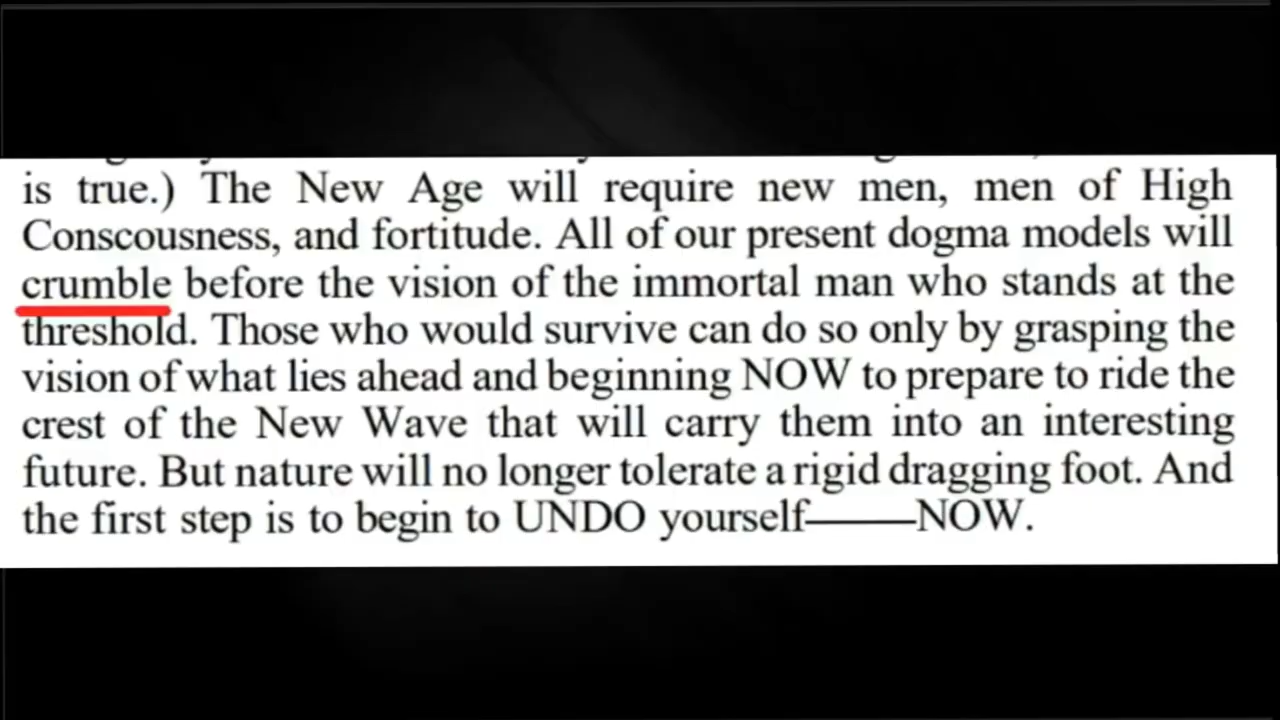 is true.) The New Age will require new men, men of High
Conscousness, and fortitude. All of our present dogma models will
crumble before the vision of the immortal man who stands at the
threshold. Those who would survive can do so only by grasping the
vision of what lies ahead and beginning NOW to prepare to ride the
crest of the New Wave that will carry them into an interesting
future. But nature will no longer tolerate a rigid dragging foot. And
the first step is to begin to UNDO yourself——NOW.